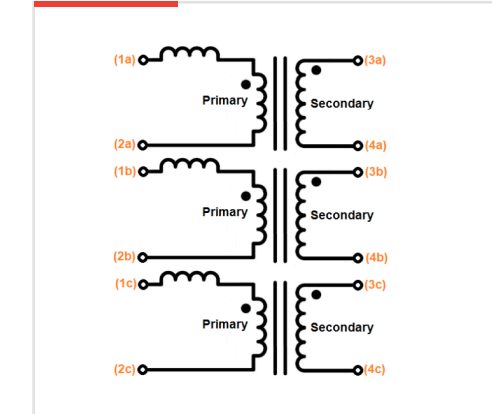 (1a) (3a)
Primary Secondary
(2a) (4a)
(1b) (3b)
Primary Secondary
(2b) (4b)
(1c) (3c)
Primary Secondary
(2c) (4c)